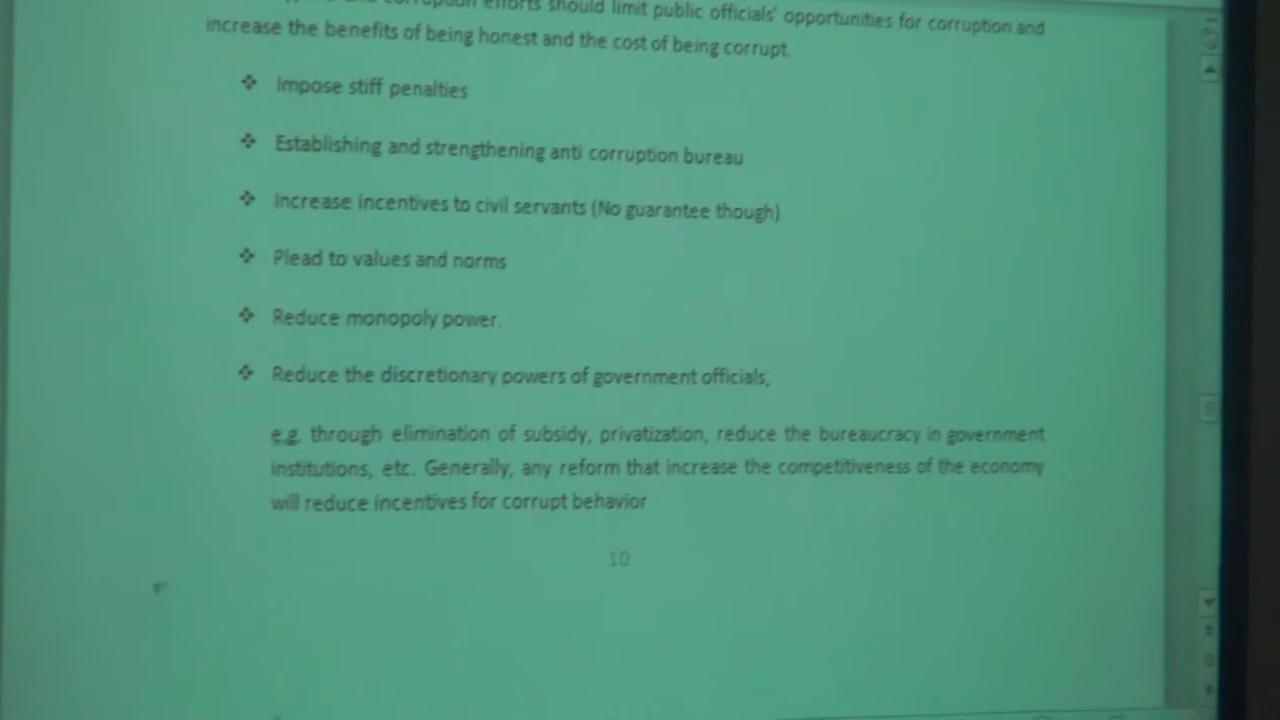 corruption efforts should limit public officials' opportunities for corruption and
increase the benefits of being honest and the cost of being corrupt.
❖ Impose stiff penalties
❖ Establishing and strengthening anti corruption bureau
❖ Increase incentives to civil servants (No guarantee though)
❖ Plead to values and norms
❖ Reduce monopoly power.
❖ Reduce the discretionary powers of government officials,
e.g. through elimination of subsidy, privatization, reduce the bureaucracy in government
institutions, etc. Generally, any reform that increase the competitiveness of the economy
will reduce incentives for corrupt behavior
10